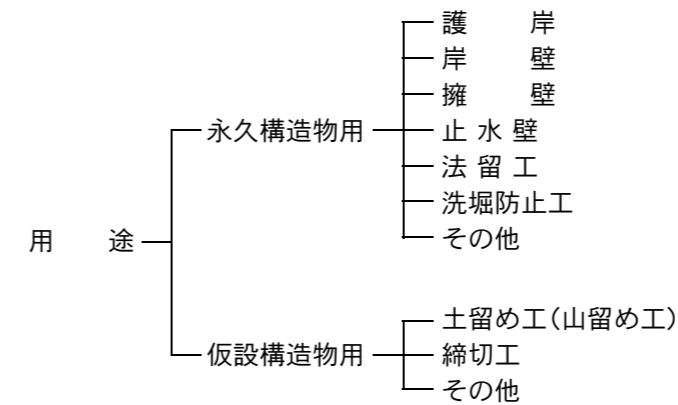 護岸
岸壁
擁壁
永久構造物用
止水壁
法留工
洗堀防止工
用途
その他
土留め工(山留め工)
仮設構造物用
締切工
その他